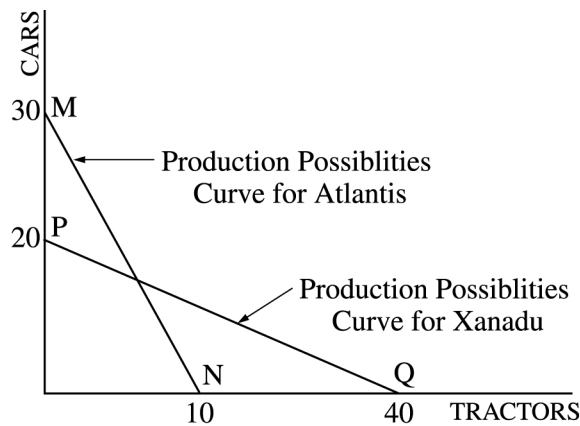 CARS
30 M
Production Possiblities
Curve for Atlantis
20 P
Production Possiblities
Curve for Xanadu
N
Q
10
40
TRACTORS